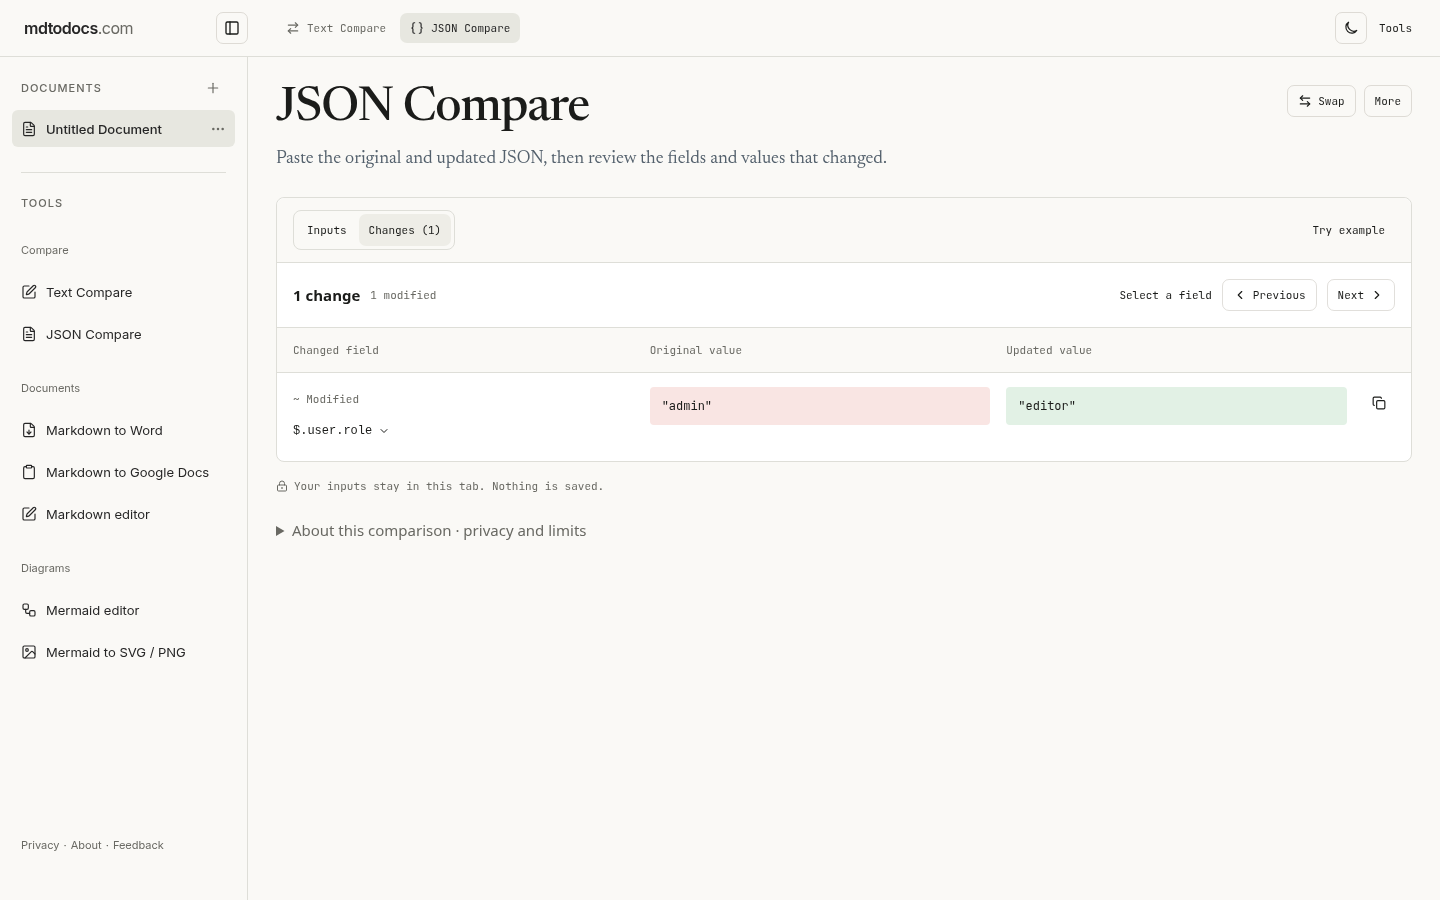 mdtodocs.com
Text Compare
JSON Compare
Tools
DOCUMENTS
Untitled Document
TOOLS
Compare
Text Compare
JSON Compare
Documents
Markdown to Word
Markdown to Google Docs
Markdown editor
Diagrams
Mermaid editor
Mermaid to SVG / PNG
Privacy · About · Feedback
JSON Compare
Swap
More
Paste the original and updated JSON, then review the fields and values that changed.
Inputs
Changes (1)
Try example
1 change 1 modified
Select a field
Previous
Next
Changed field
Original value
Updated value
~ Modified
"admin"
"editor"
$.user.role
Your inputs stay in this tab. Nothing is saved.
About this comparison · privacy and limits